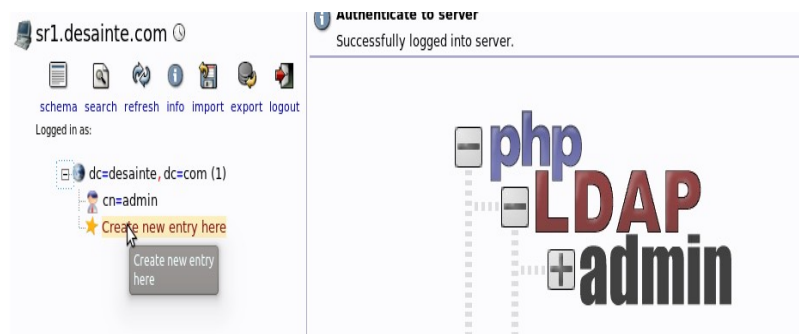 sr1.desainte.com
schema search refresh info import export logout
Logged in as:
dc=desainte,dc=com (1)
cn=admin
Create new entry here
Create new entry
here
Authenticate to server
Successfully logged into server.
php
LDAP
admin